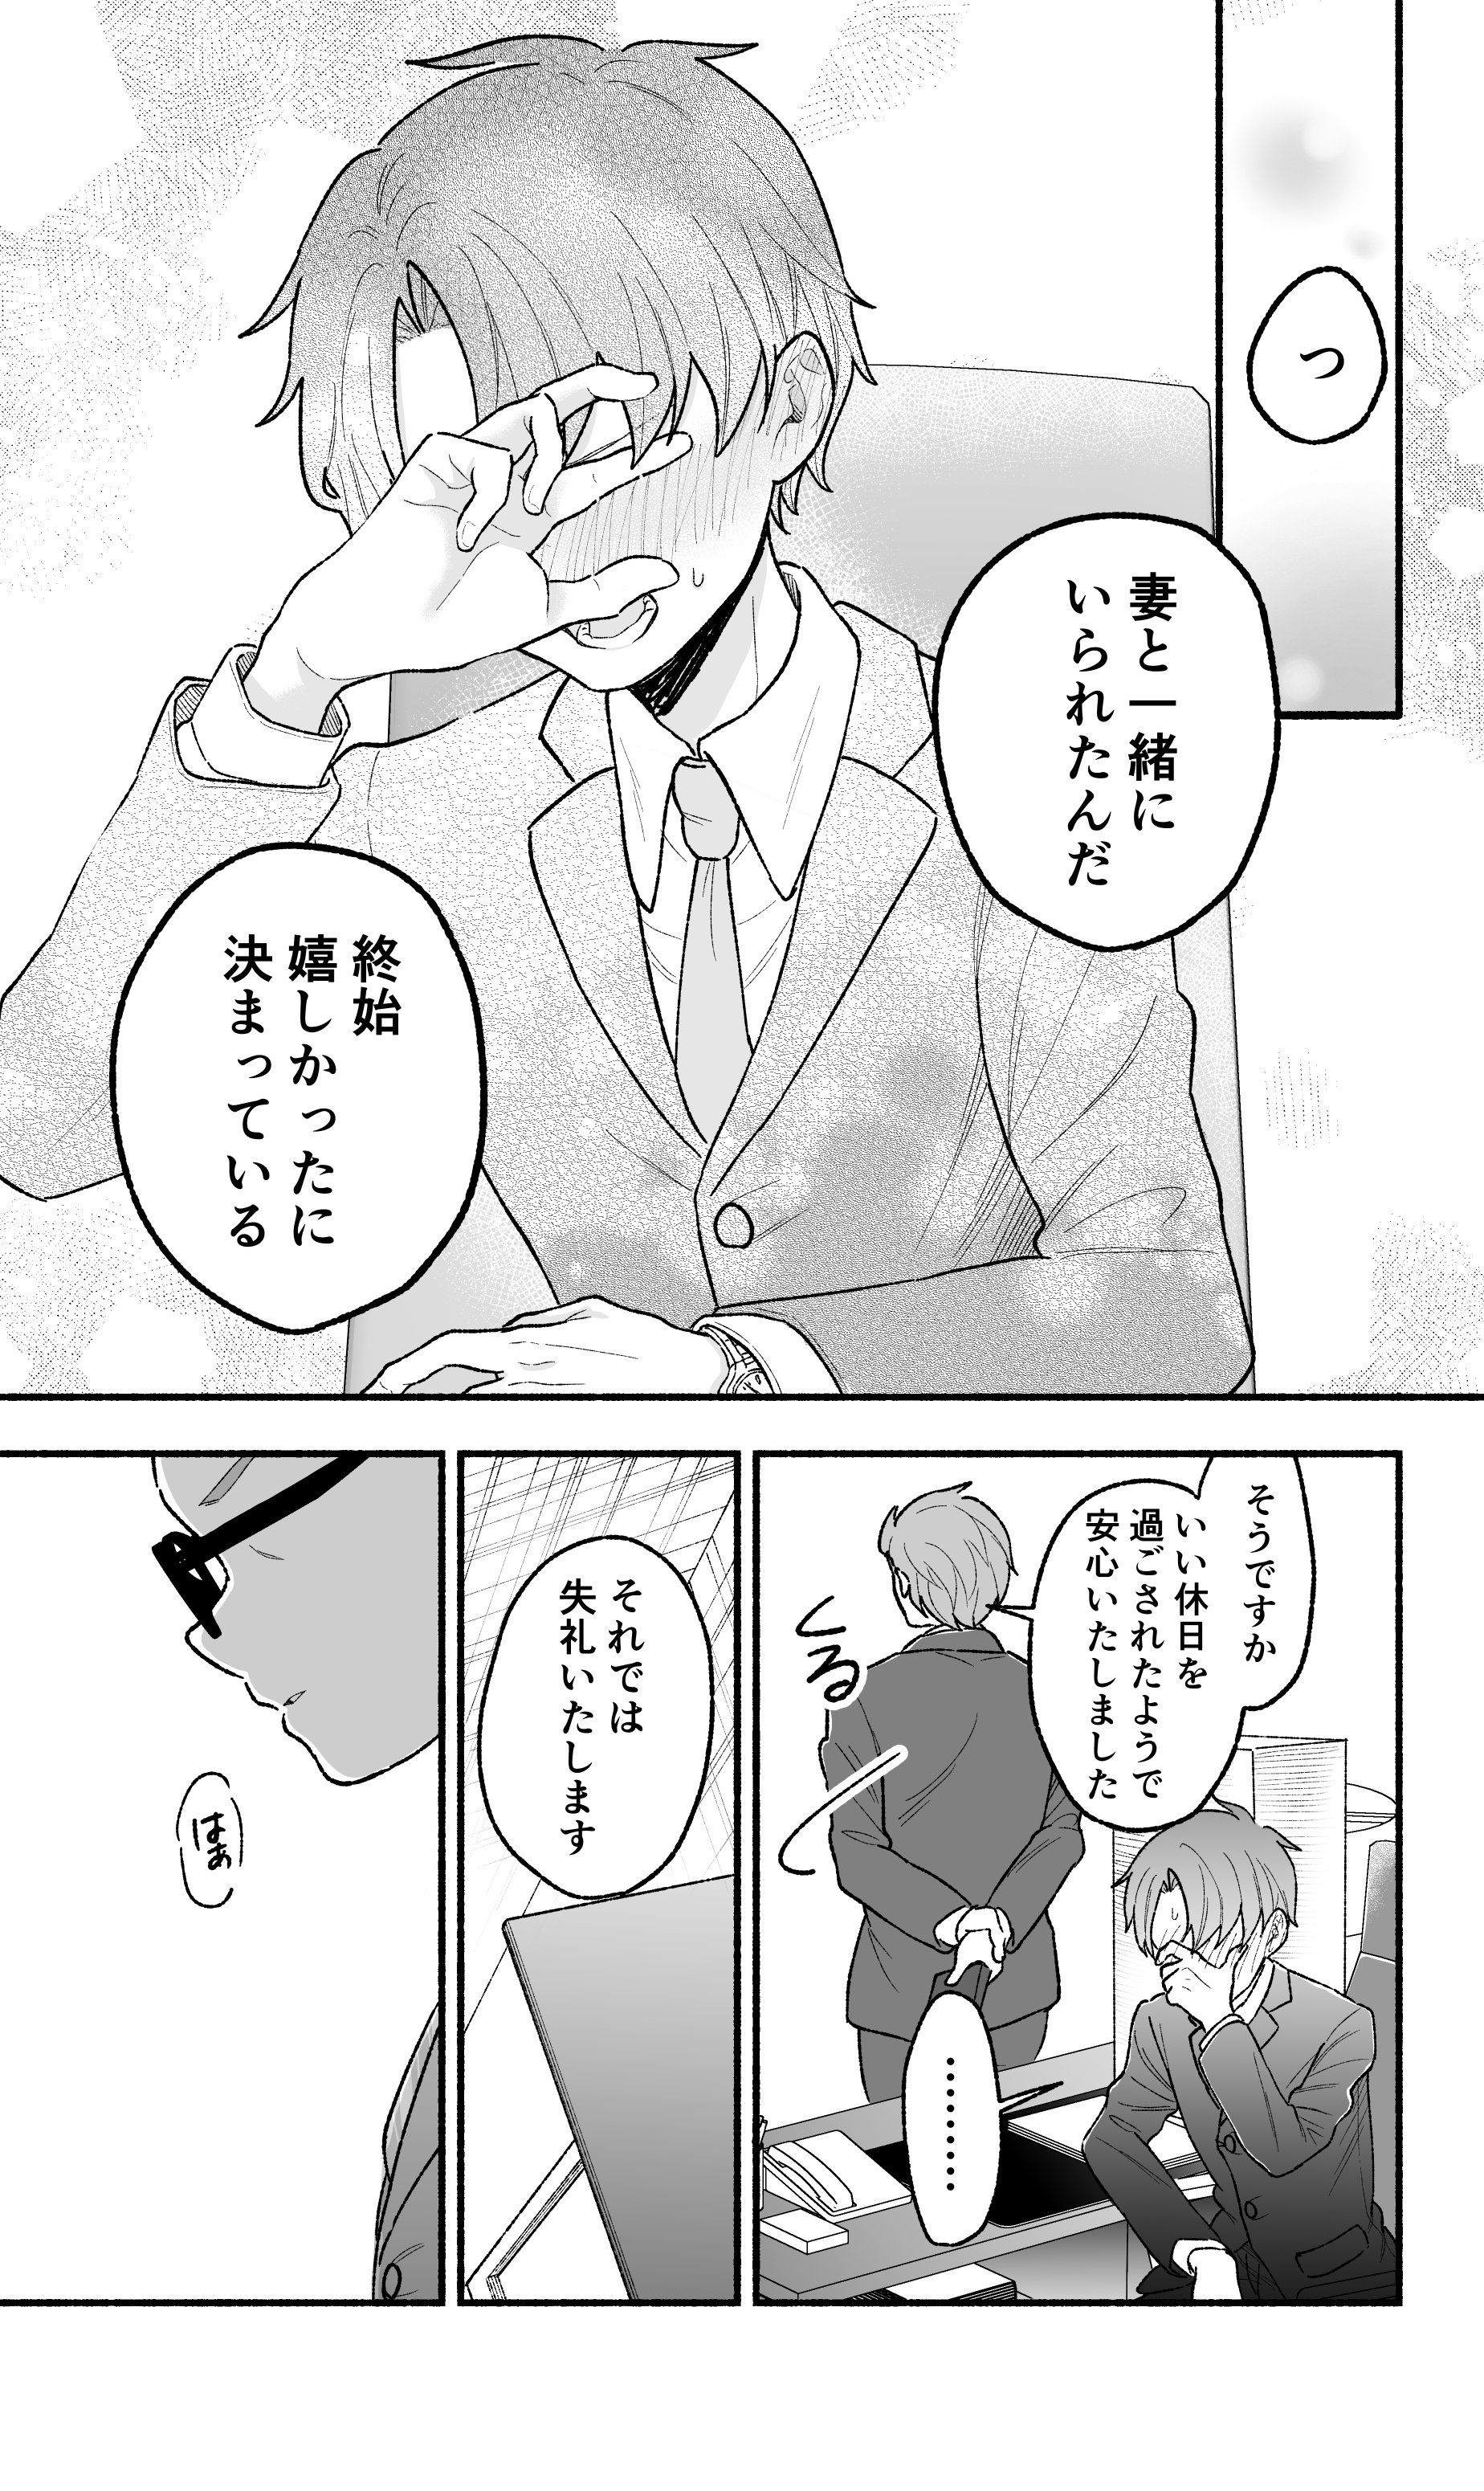 っ
妻と一緒に
いられたんだ
終始
嬉しかったに
決まっている
そうですか
いい休日を
過ごされたようで
安心いたしました
くるっ
………
それでは
失礼いたします
はぁ